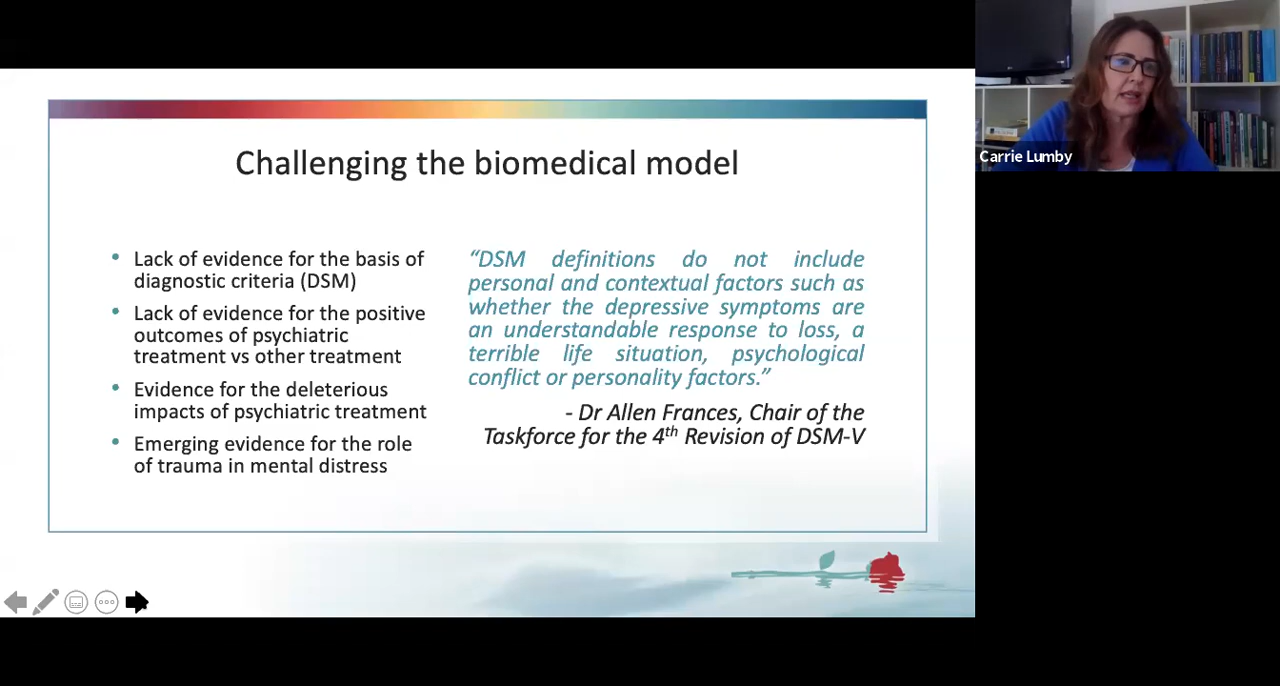 Challenging the biomedical model
• Lack of evidence for the basis of
diagnostic criteria (DSM)
• Lack of evidence for the positive
outcomes of psychiatric
treatment vs other treatment
• Evidence for the deleterious
impacts of psychiatric treatment
• Emerging evidence for the role
of trauma in mental distress
“DSM definitions do not include
personal and contextual factors such as
whether the depressive symptoms are
an understandable response to loss, a
terrible life situation, psychological
conflict or personality factors.”
- Dr Allen Frances, Chair of the
Taskforce for the 4th Revision of DSM-V
Carrie Lumby